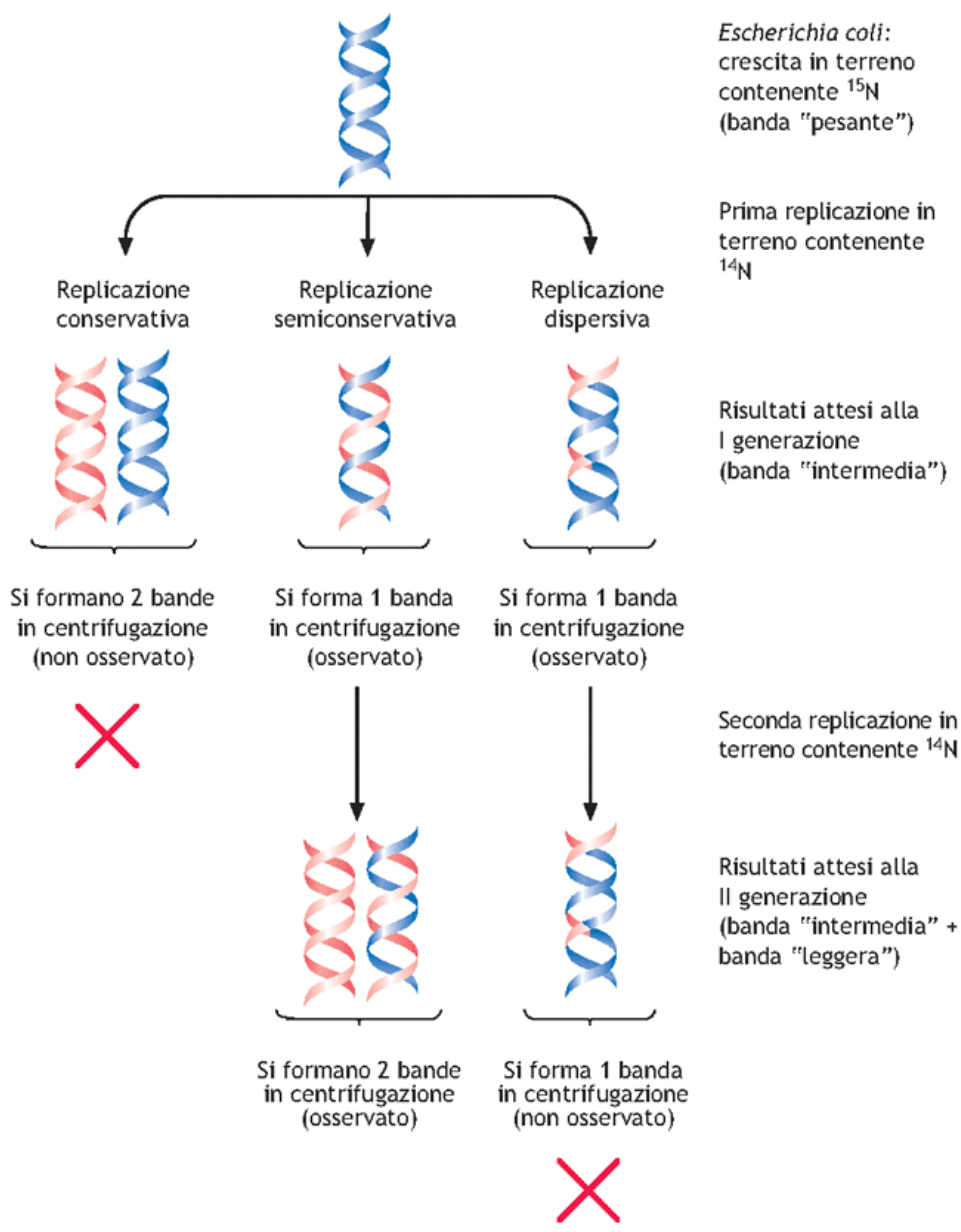 Escherichia coli:
crescita in terreno
contenente ¹⁵N
(banda "pesante")
Prima replicazione in
terreno contenente
¹⁴N
Replicazione
conservativa
Replicazione
semiconservativa
Replicazione
dispersiva
Risultati attesi alla
I generazione
(banda "intermedia")
Si formano 2 bande
in centrifugazione
(non osservato)
Si forma 1 banda
in centrifugazione
(osservato)
Si forma 1 banda
in centrifugazione
(osservato)
Seconda replicazione in
terreno contenente ¹⁴N
Risultati attesi alla
II generazione
(banda "intermedia" +
banda "leggera")
Si formano 2 bande
in centrifugazione
(osservato)
Si forma 1 banda
in centrifugazione
(non osservato)